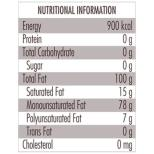 NUTRITIONAL INFORMATION
Energy 900 kcal
Protein 0 g
Total Carbohydrate 0 g
Sugar 0 g
Total Fat 100 g
Saturated Fat 15 g
Monounsaturated Fat 78 g
Polyunsaturated Fat 7 g
Trans Fat 0 g
Cholesterol 0 mg